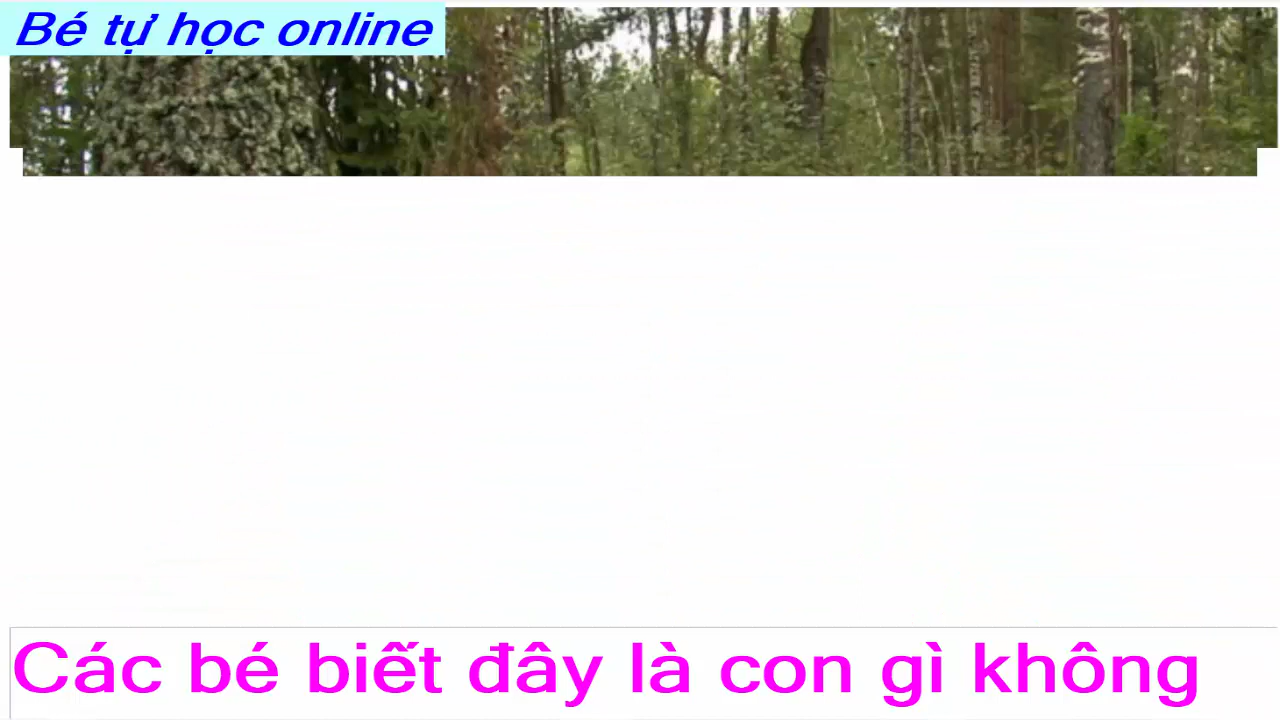 Bé tự học online
Các bé biết đây là con gì không